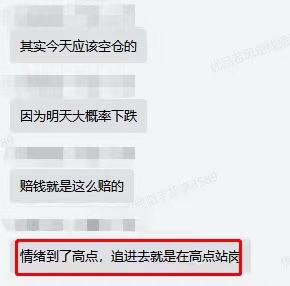 其实今天应该空仓的
因为明天大概率下跌
赔钱就是这么赔的
情绪到了高点，追进去就是在高点站岗